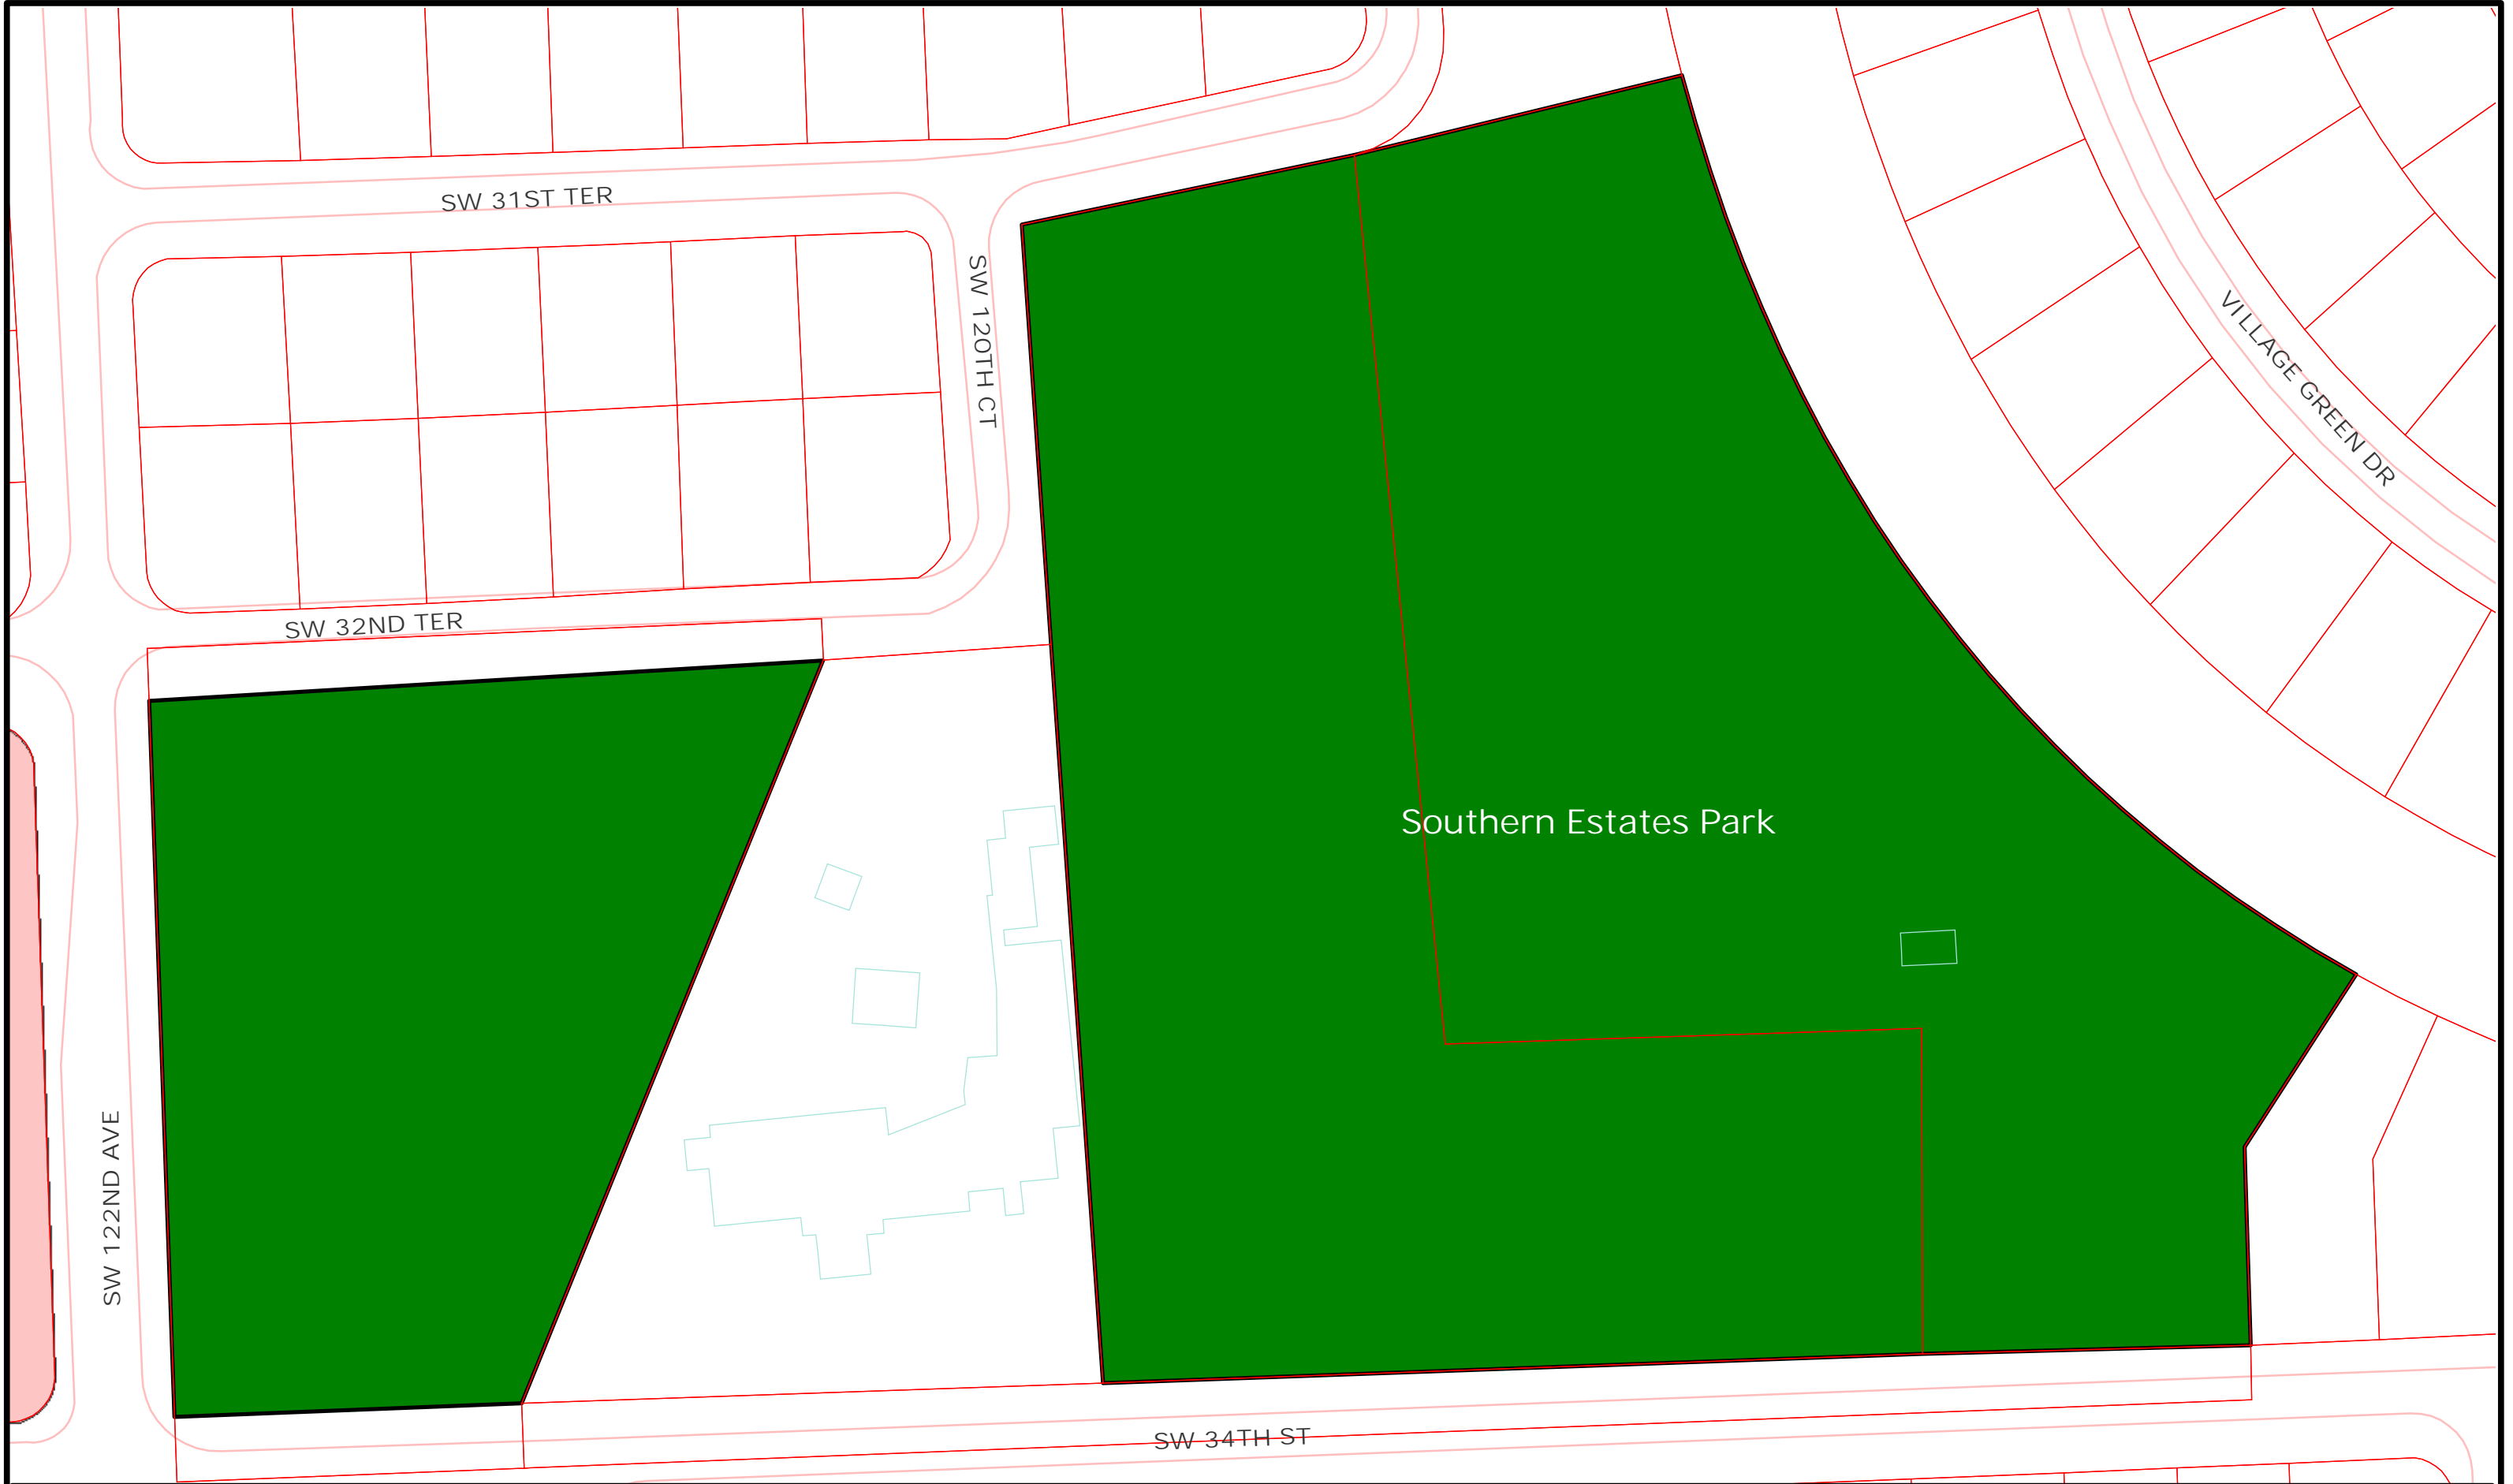 SW 31ST TER
SW 120TH CT
VILLAGE GREEN DR
SW 32ND TER
Southern Estates Park
SW 122ND AVE
SW 34TH ST